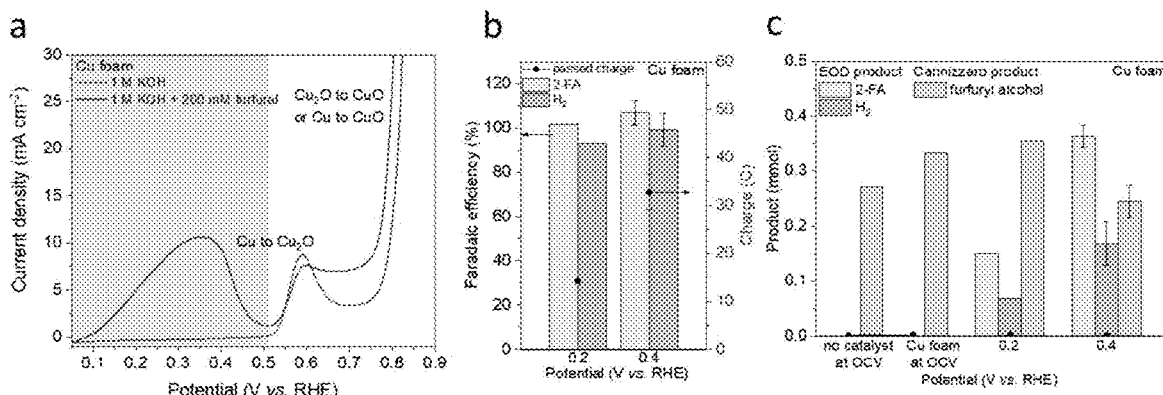 a
30
25
20
15
10
5
0
Current density (mA cm⁻²)
Cu foam
1 M KOH
1 M KOH + 200 mM furfural
Cu₂O to CuO
or Cu to CuO
Cu to Cu₂O
0.1 0.2 0.3 0.4 0.5 0.6 0.7 0.8 0.9
Potential (V vs. RHE)
b
passed charge Cu foam
2-FA
H₂
120
100
80
60
40
20
0
Faradaic efficiency (%)
60
50
40
30
20
10
0
Charge (C)
0.2 0.4
Potential (V vs. RHE)
c
0.5
0.4
0.3
0.2
0.1
0.0
Product (mmol)
EOD product Cannizzaro product Cu foam
2-FA furfuryl alcohol
H₂
no catalyst Cu foam 0.2 0.4
at OCV at OCV
Potential (V vs. RHE)